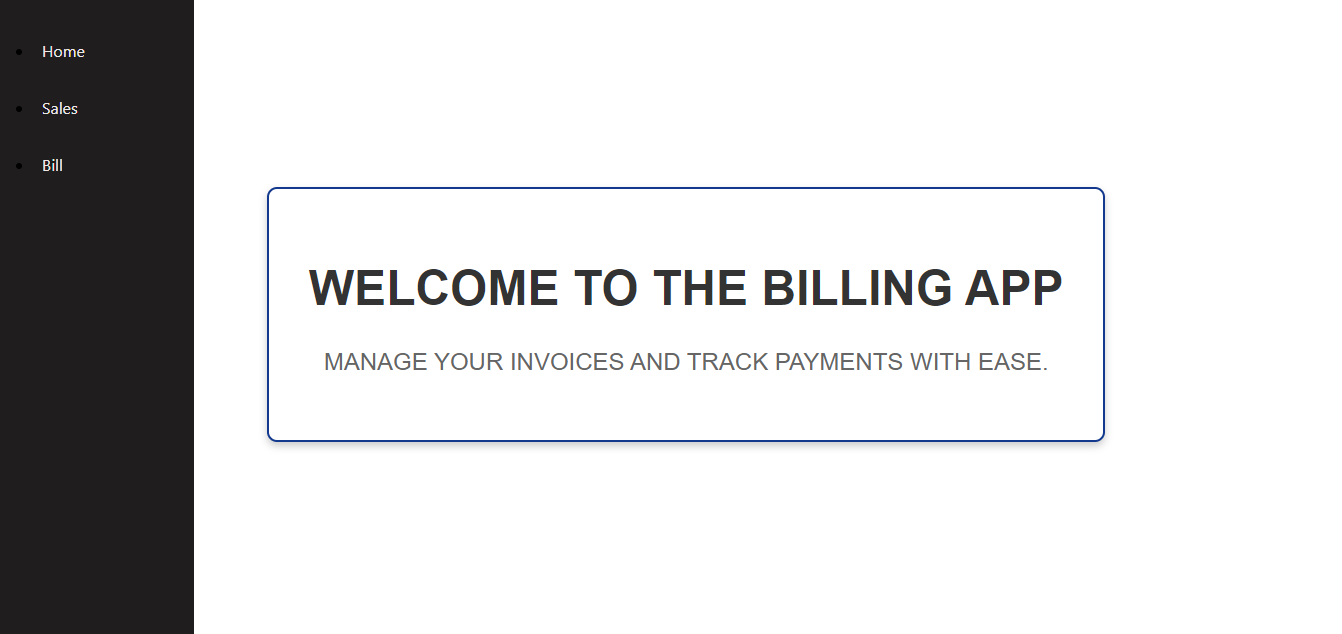 Home
Sales
Bill
WELCOME TO THE BILLING APP
MANAGE YOUR INVOICES AND TRACK PAYMENTS WITH EASE.